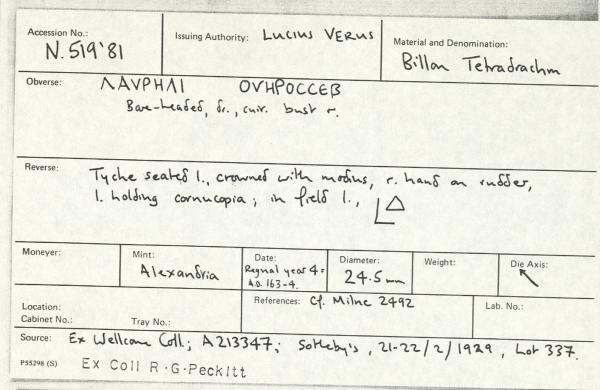 Accession No.: N.519'81
Issuing Authority: LUCIUS VERUS
Material and Denomination: Billon Tetradrachm
Obverse: ΛΑVΡΗΛΙ ΟVΗΡΟCCΕΒ
Bare-headed, dr., cuir. bust r.
Reverse: Tyche seated l., crowned with modius, r. hand on rudder,
l. holding cornucopia; in field l., LΔ
Moneyer:
Mint: Alexandria
Date: Regnal year 4 =
A.D. 163-4.
Diameter: 24.5 mm
Weight:
Die Axis: ↖
Location:
Cabinet No.: Tray No.:
References: Cf. Milne 2492
Lab. No.:
Source: Ex Wellcome Coll; A213347; Sotheby's, 21-22/2/1929, Lot 337.
P55298 (S) Ex Coll R·G·Peckitt